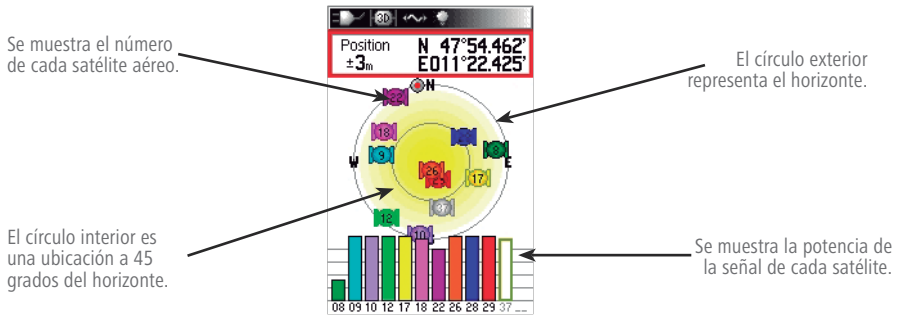 3D
Position
±3m
N 47°54.462'
E011°22.425'
Se muestra el número
de cada satélite aéreo.
El círculo exterior
representa el horizonte.
N
22
18
9
8
W
E
26
17
12
10
El círculo interior es
una ubicación a 45
grados del horizonte.
Se muestra la potencia de
la señal de cada satélite.
08 09 10 12 17 18 22 26 28 29 37 __